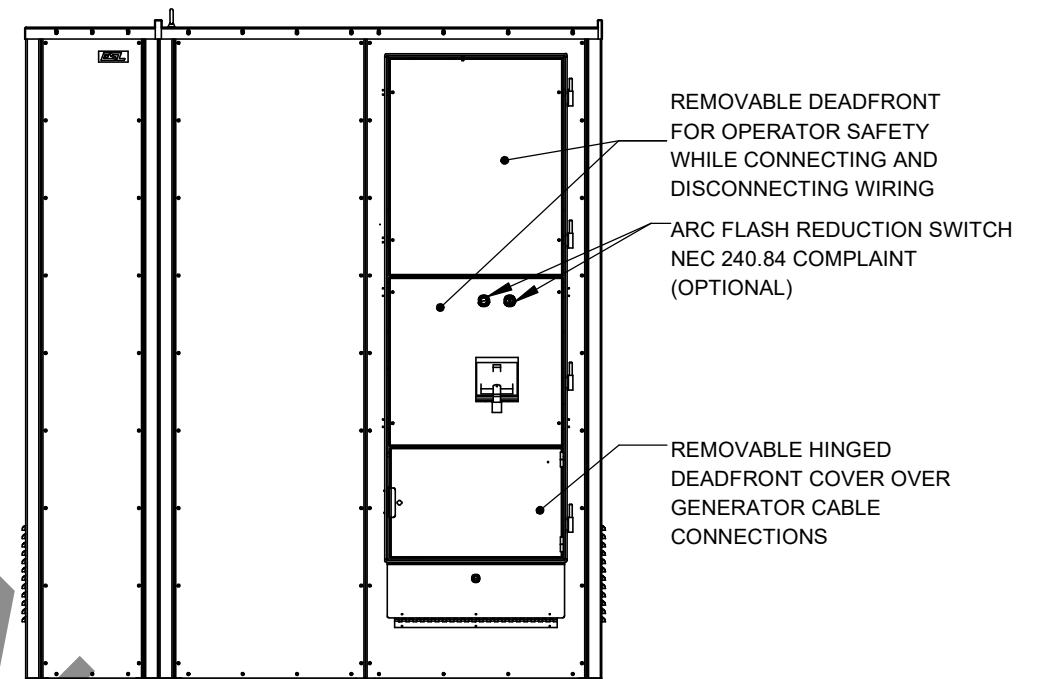 ESL
REMOVABLE DEADFRONT
FOR OPERATOR SAFETY
WHILE CONNECTING AND
DISCONNECTING WIRING
ARC FLASH REDUCTION SWITCH
NEC 240.84 COMPLAINT
(OPTIONAL)
REMOVABLE HINGED
DEADFRONT COVER OVER
GENERATOR CABLE
CONNECTIONS